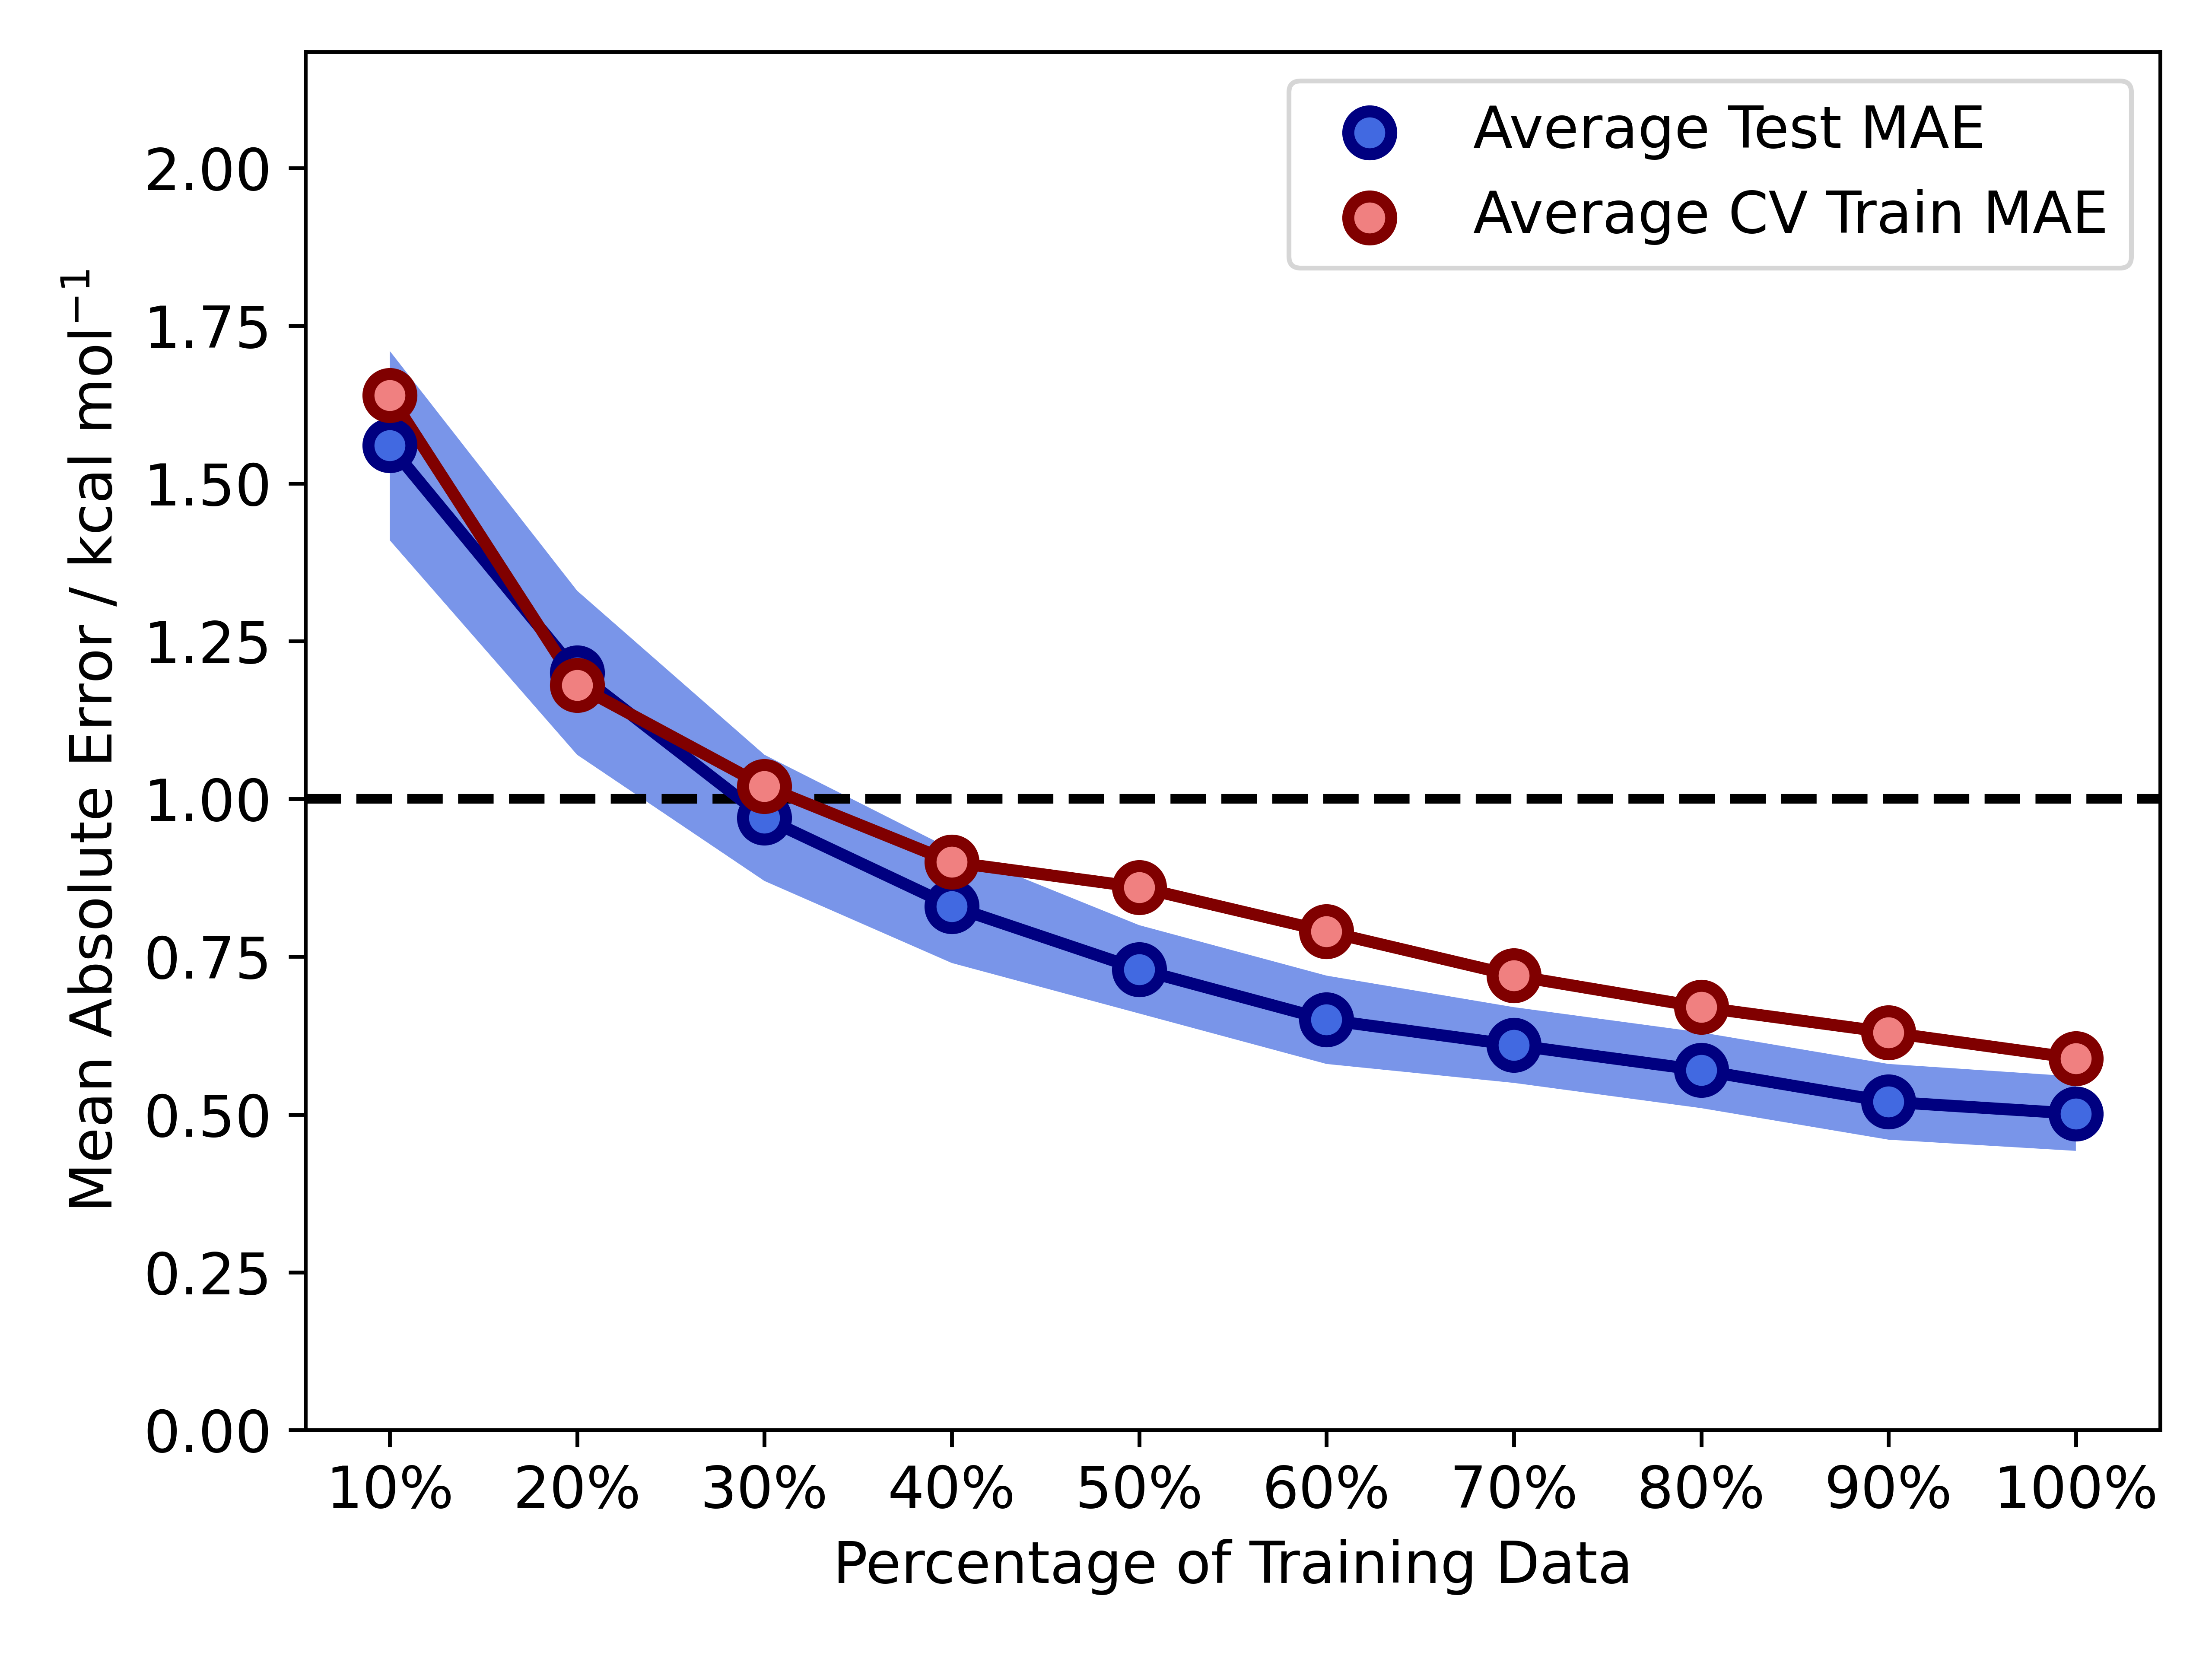 Average Test MAE
Average CV Train MAE
2.00
1.75
1.50
1.25
1.00
0.75
0.50
0.25
0.00
Mean Absolute Error / kcal mol⁻¹
10% 20% 30% 40% 50% 60% 70% 80% 90% 100%
Percentage of Training Data